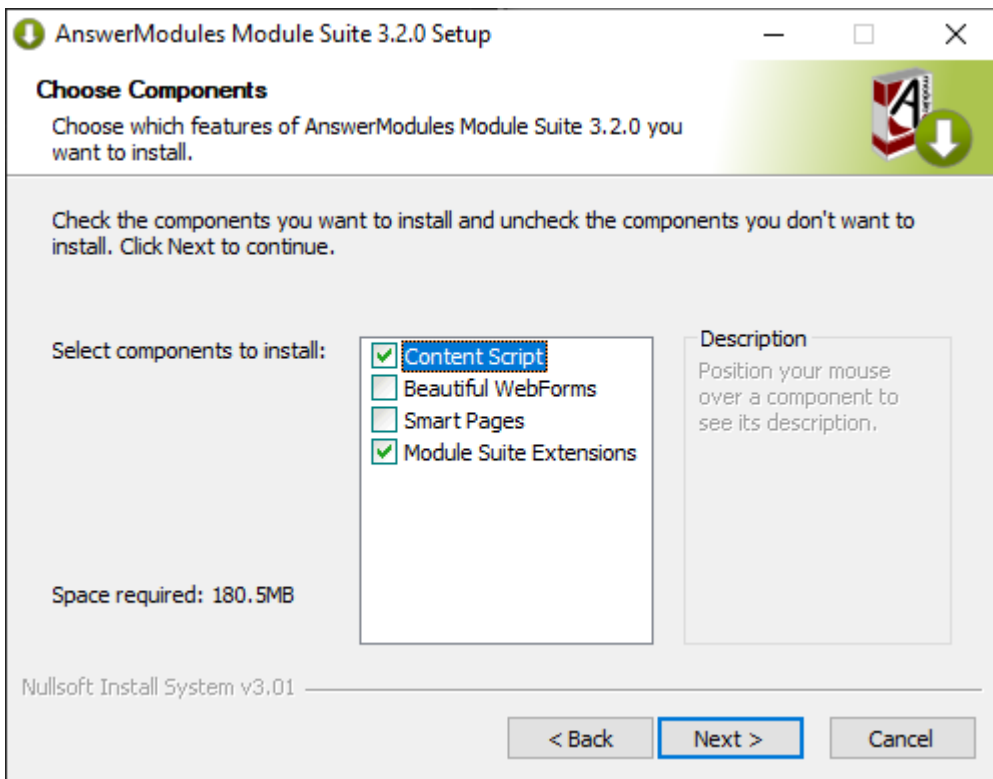 AnswerModules Module Suite 3.2.0 Setup
Choose Components
Choose which features of AnswerModules Module Suite 3.2.0 you
want to install.
Check the components you want to install and uncheck the components you don't want to
install. Click Next to continue.
Select components to install:
Content Script
Beautiful WebForms
Smart Pages
Module Suite Extensions
Description
Position your mouse
over a component to
see its description.
Space required: 180.5MB
Nullsoft Install System v3.01
< Back
Next >
Cancel